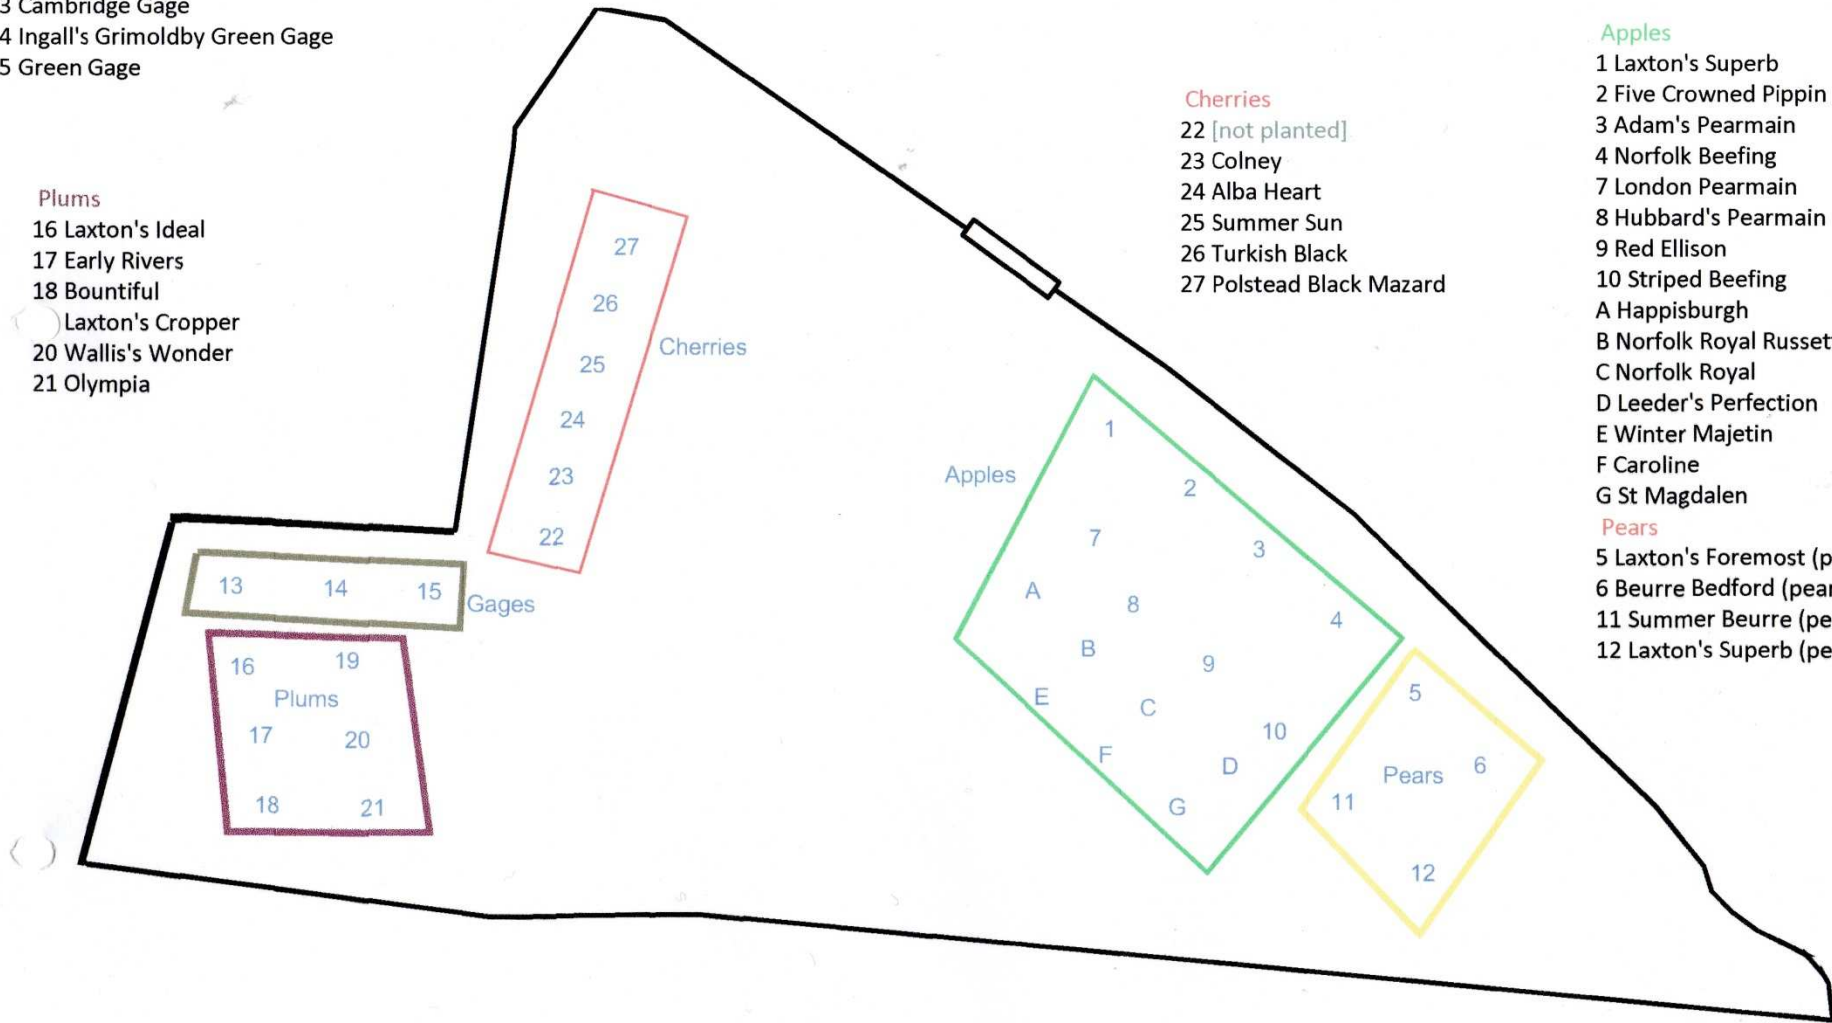 3 Cambridge Gage
4 Ingall's Grimoldby Green Gage
5 Green Gage
Plums
16 Laxton's Ideal
17 Early Rivers
18 Bountiful
Laxton's Cropper
20 Wallis's Wonder
21 Olympia
Cherries
22 [not planted]
23 Colney
24 Alba Heart
25 Summer Sun
26 Turkish Black
27 Polstead Black Mazard
Apples
1 Laxton's Superb
2 Five Crowned Pippin
3 Adam's Pearmain
4 Norfolk Beefing
7 London Pearmain
8 Hubbard's Pearmain
9 Red Ellison
10 Striped Beefing
A Happisburgh
B Norfolk Royal Russet
C Norfolk Royal
D Leeder's Perfection
E Winter Majetin
F Caroline
G St Magdalen
Pears
5 Laxton's Foremost (p
6 Beurre Bedford (pear
11 Summer Beurre (pe
12 Laxton's Superb (pe
27
26
25
24
23
22
Cherries
13
14
15
Gages
16
19
Plums
17
20
18
21
Apples
1
2
7
3
A
8
4
B
9
E
C
10
F
D
G
5
6
Pears
11
12